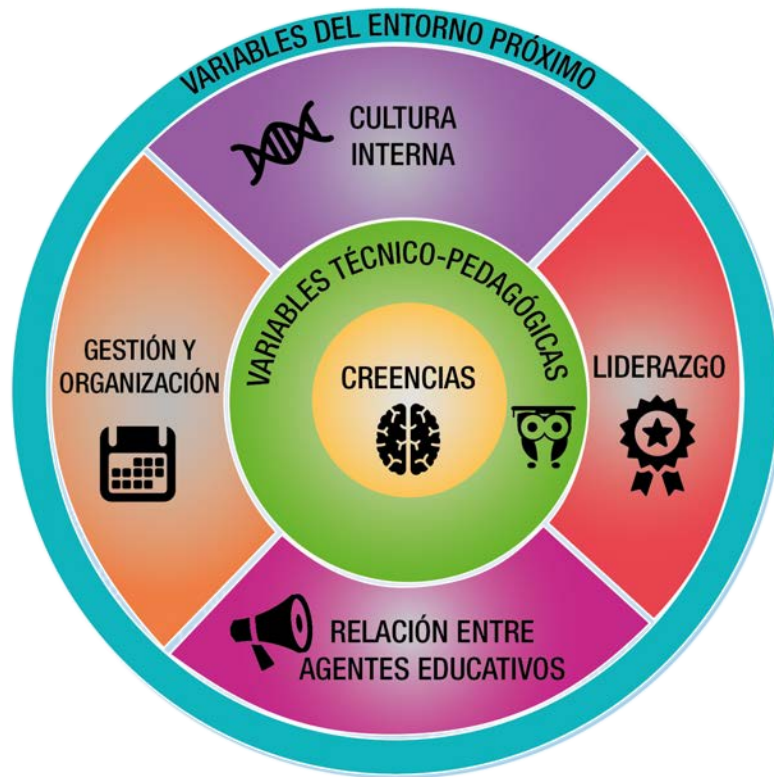 VARIABLES DEL ENTORNO PRÓXIMO
CULTURA
INTERNA
VARIABLES TÉCNICO-PEDAGÓGICAS
GESTIÓN Y
ORGANIZACIÓN
CREENCIAS
LIDERAZGO
RELACIÓN ENTRE
AGENTES EDUCATIVOS